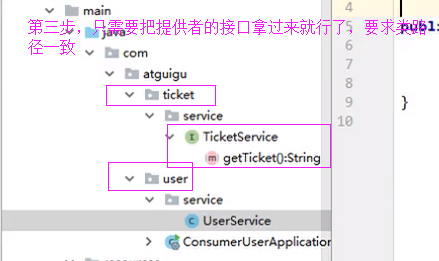 main
第三步，只需要把提供者的接口拿过来就行了，要求类路
径一致
java
com
atguigu
ticket
service
TicketService
getTicket():String
user
service
UserService
ConsumerUserApplication
4
publi
6
7
8
9
}
10